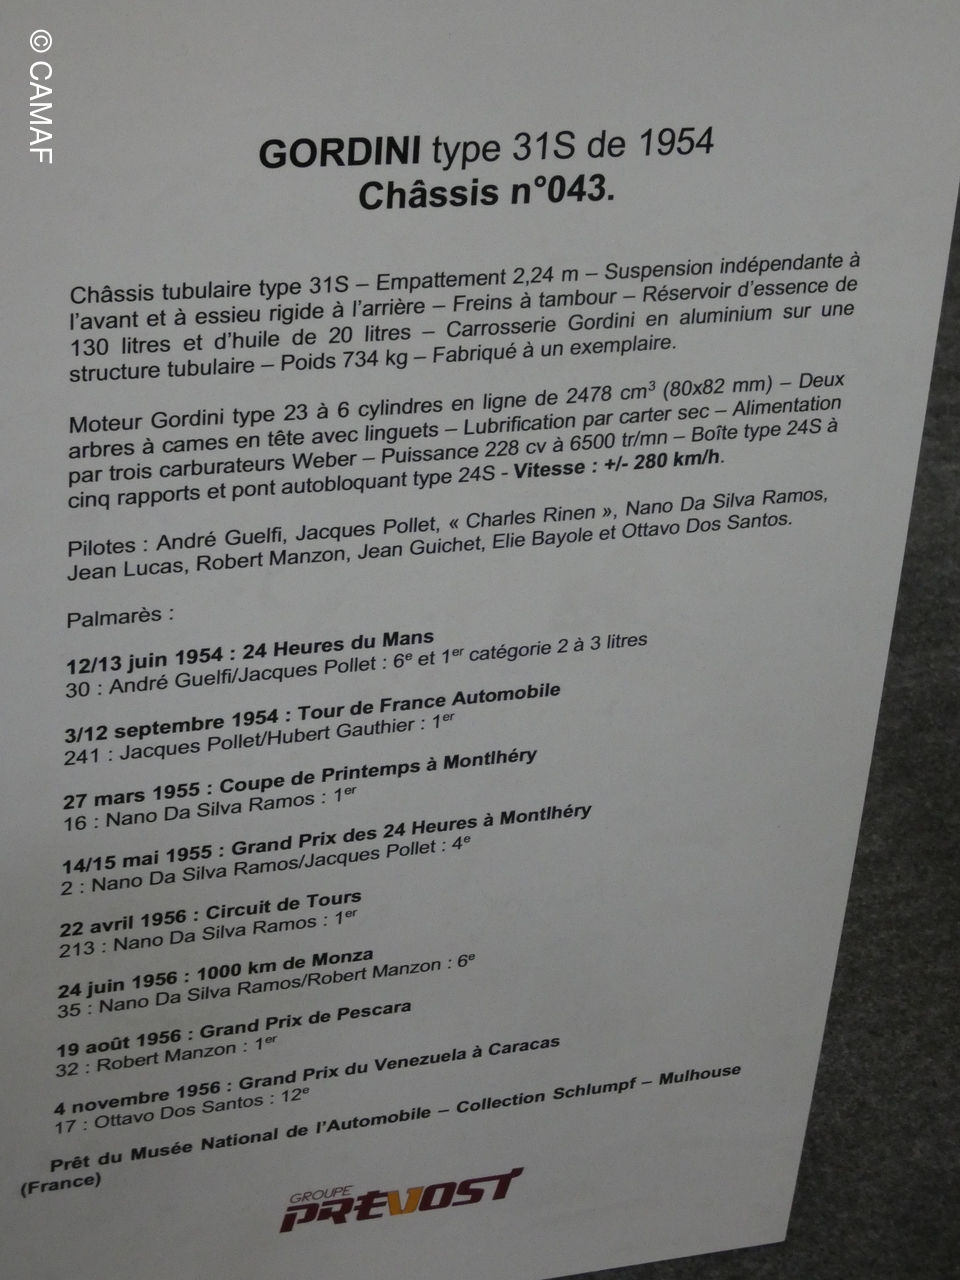 © CAMAF
GORDINI type 31S de 1954
Châssis n°043.
Châssis tubulaire type 31S – Empattement 2,24 m – Suspension indépendante à
l'avant et à essieu rigide à l'arrière – Freins à tambour – Réservoir d'essence de
130 litres et d'huile de 20 litres – Carrosserie Gordini en aluminium sur une
structure tubulaire – Poids 734 kg – Fabriqué à un exemplaire.
Moteur Gordini type 23 à 6 cylindres en ligne de 2478 cm³ (80x82 mm) – Deux
arbres à cames en tête avec linguets – Lubrification par carter sec – Alimentation
par trois carburateurs Weber – Puissance 228 cv à 6500 tr/mn – Boîte type 24S à
cinq rapports et pont autobloquant type 24S - Vitesse : +/- 280 km/h.
Pilotes : André Guelfi, Jacques Pollet, « Charles Rinen », Nano Da Silva Ramos,
Jean Lucas, Robert Manzon, Jean Guichet, Elie Bayole et Ottavo Dos Santos.
Palmarès :
12/13 juin 1954 : 24 Heures du Mans
30 : André Guelfi/Jacques Pollet : 6e et 1er catégorie 2 à 3 litres
3/12 septembre 1954 : Tour de France Automobile
241 : Jacques Pollet/Hubert Gauthier : 1er
27 mars 1955 : Coupe de Printemps à Montlhéry
16 : Nano Da Silva Ramos : 1er
14/15 mai 1955 : Grand Prix des 24 Heures à Montlhéry
2 : Nano Da Silva Ramos/Jacques Pollet : 4e
22 avril 1956 : Circuit de Tours
213 : Nano Da Silva Ramos : 1er
24 juin 1956 : 1000 km de Monza
35 : Nano Da Silva Ramos/Robert Manzon : 6e
19 août 1956 : Grand Prix de Pescara
32 : Robert Manzon : 1er
4 novembre 1956 : Grand Prix du Venezuela à Caracas
17 : Ottavo Dos Santos : 12e
Prêt du Musée National de l'Automobile – Collection Schlumpf – Mulhouse
(France)
GROUPE
PREVOST